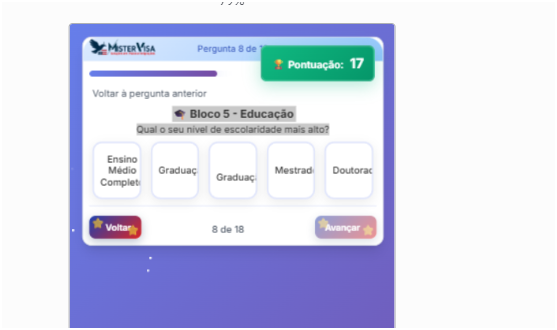 MISTERVISA
Pergunta 8 de 1
🏆 Pontuação: 17
Voltar à pergunta anterior
🎓 Bloco 5 - Educação
Qual o seu nível de escolaridade mais alto?
Ensino
Médio
Complet
Graduaç
Graduaç
Mestrad
Doutorad
Voltar
8 de 18
Avançar